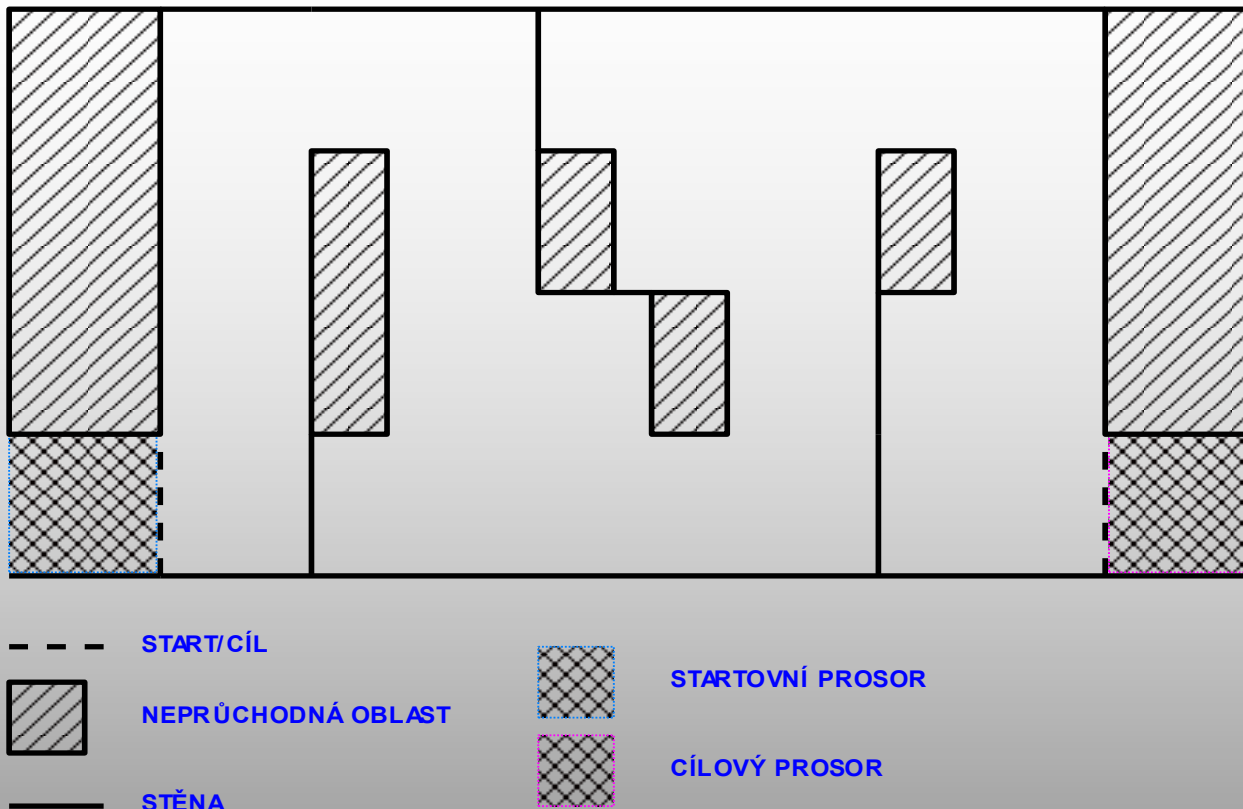 START/CÍL
NEPRŮCHODNÁ OBLAST
STĚNA
STARTOVNÍ PROSOR
CÍLOVÝ PROSOR